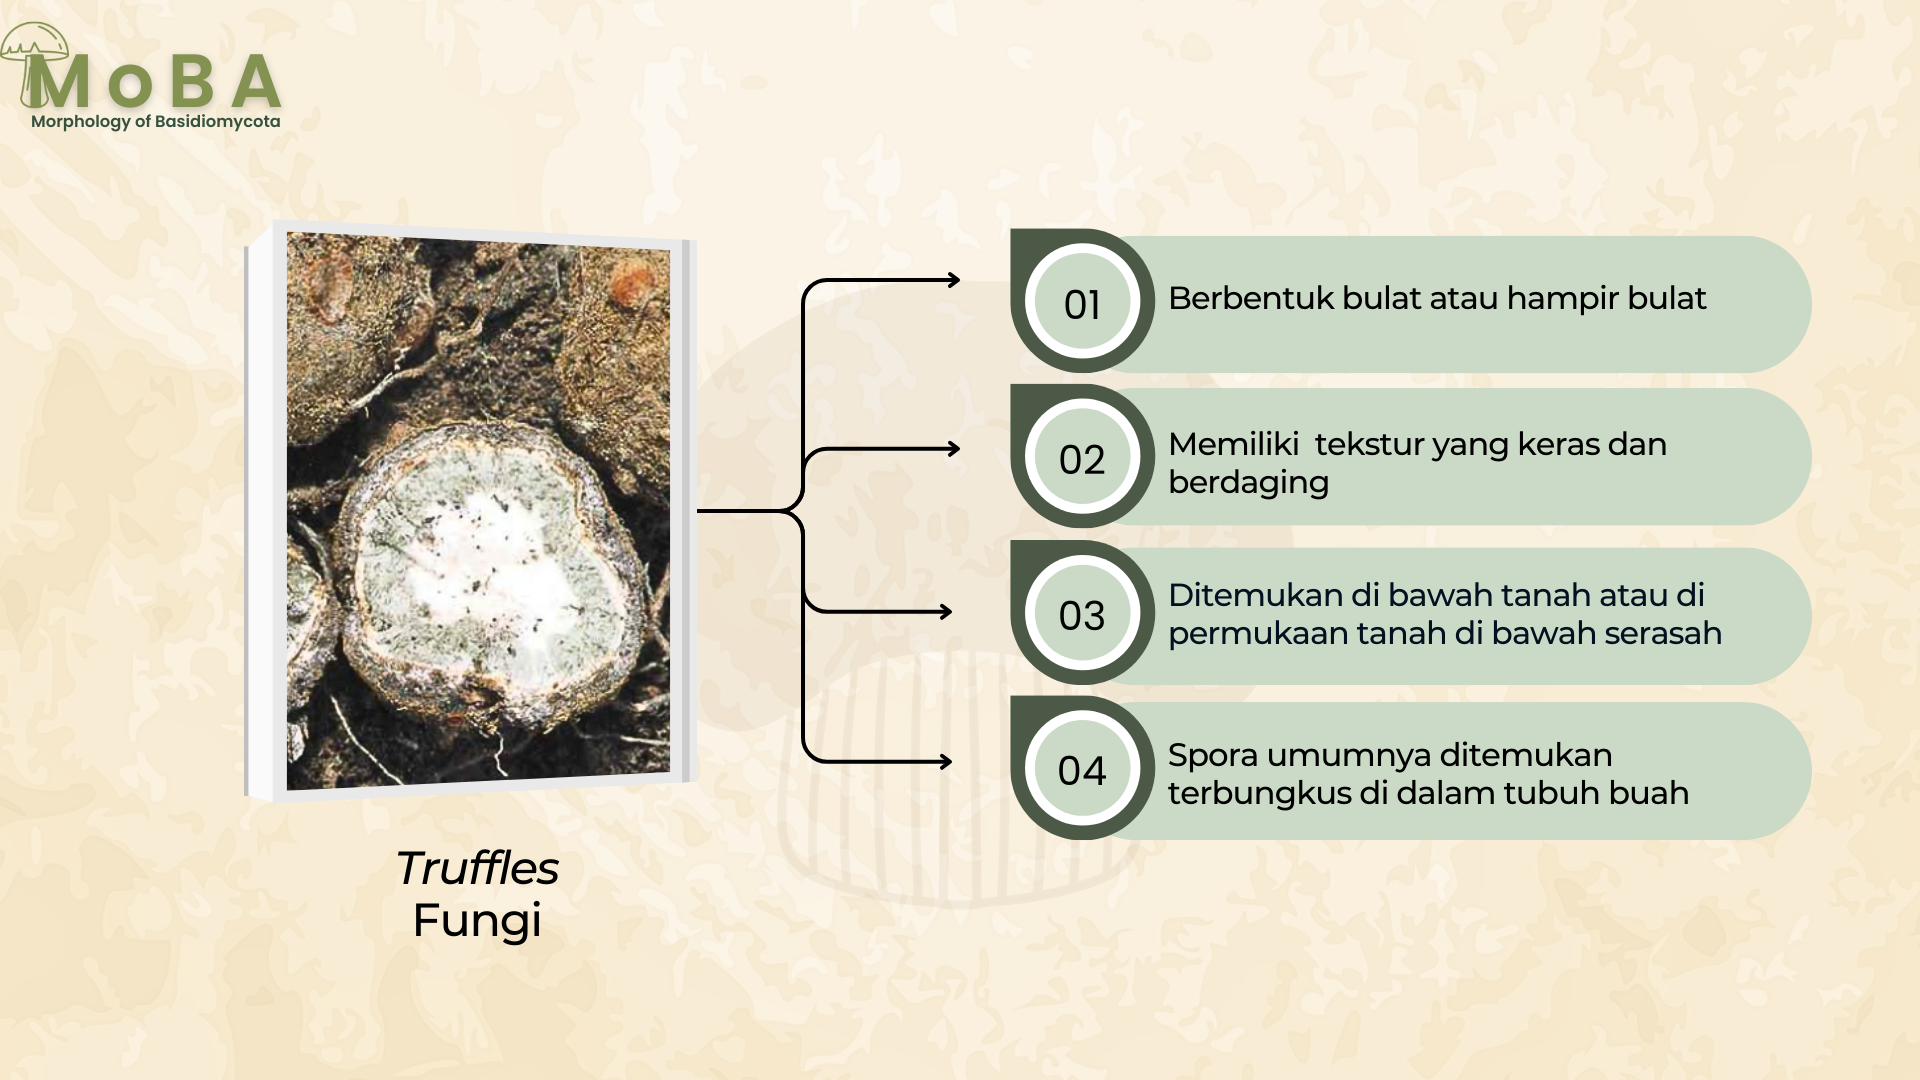 MoBA
Morphology of Basidiomycota
01
Berbentuk bulat atau hampir bulat
02
Memiliki  tekstur yang keras dan
berdaging
03
Ditemukan di bawah tanah atau di
permukaan tanah di bawah serasah
04
Spora umumnya ditemukan
terbungkus di dalam tubuh buah
Truffles
Fungi